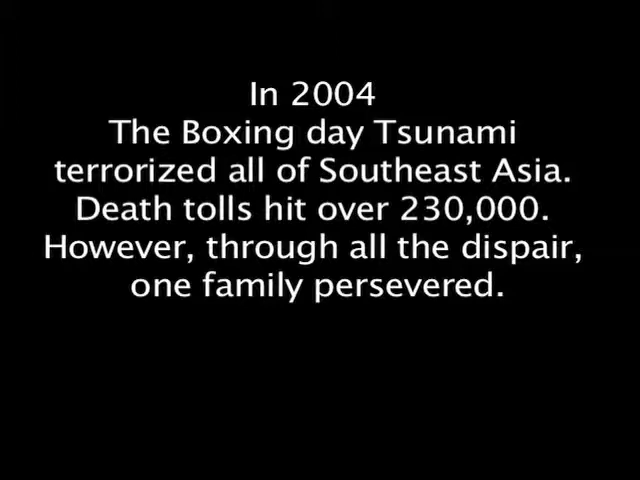 In 2004
The Boxing day Tsunami
terrorized all of Southeast Asia.
Death tolls hit over 230,000.
However, through all the dispair,
one family persevered.